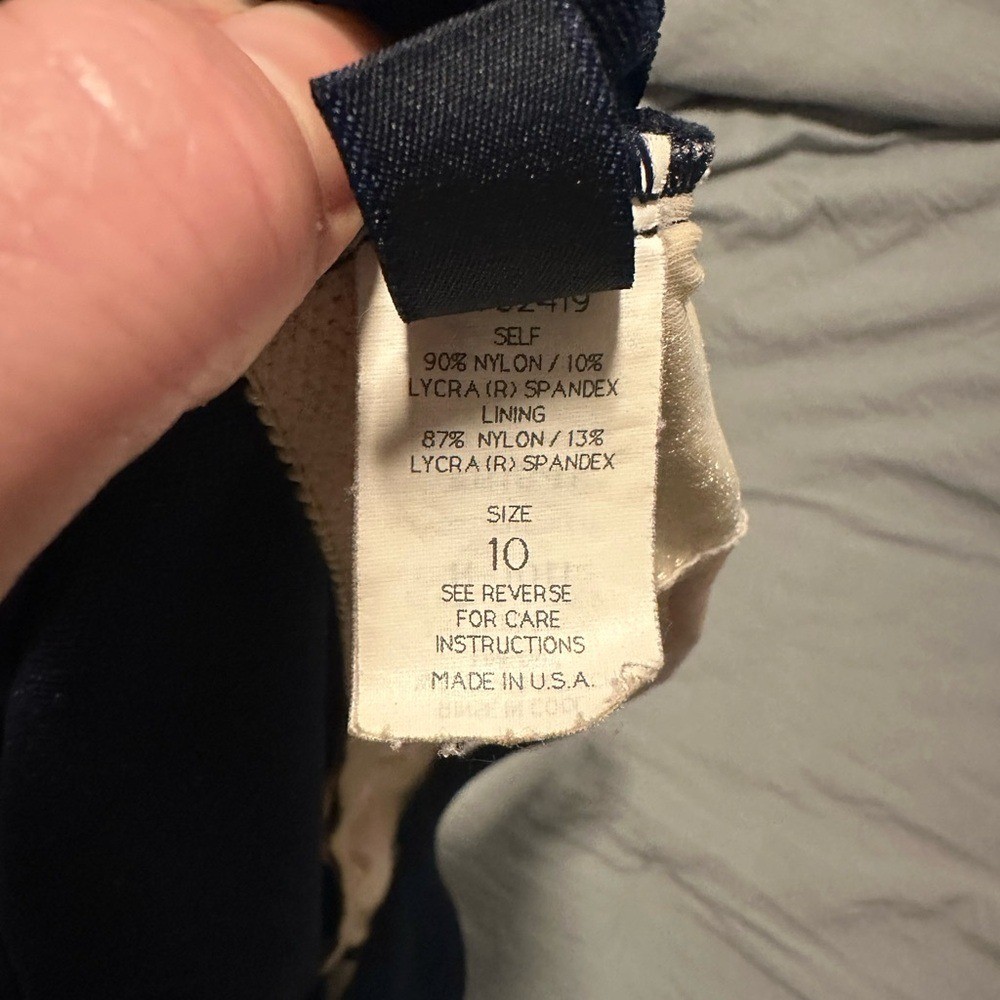 SELF
90% NYLON / 10%
LYCRA (R) SPANDEX
LINING
87% NYLON / 13%
LYCRA (R) SPANDEX
SIZE
10
SEE REVERSE
FOR CARE
INSTRUCTIONS
MADE IN U.S.A.